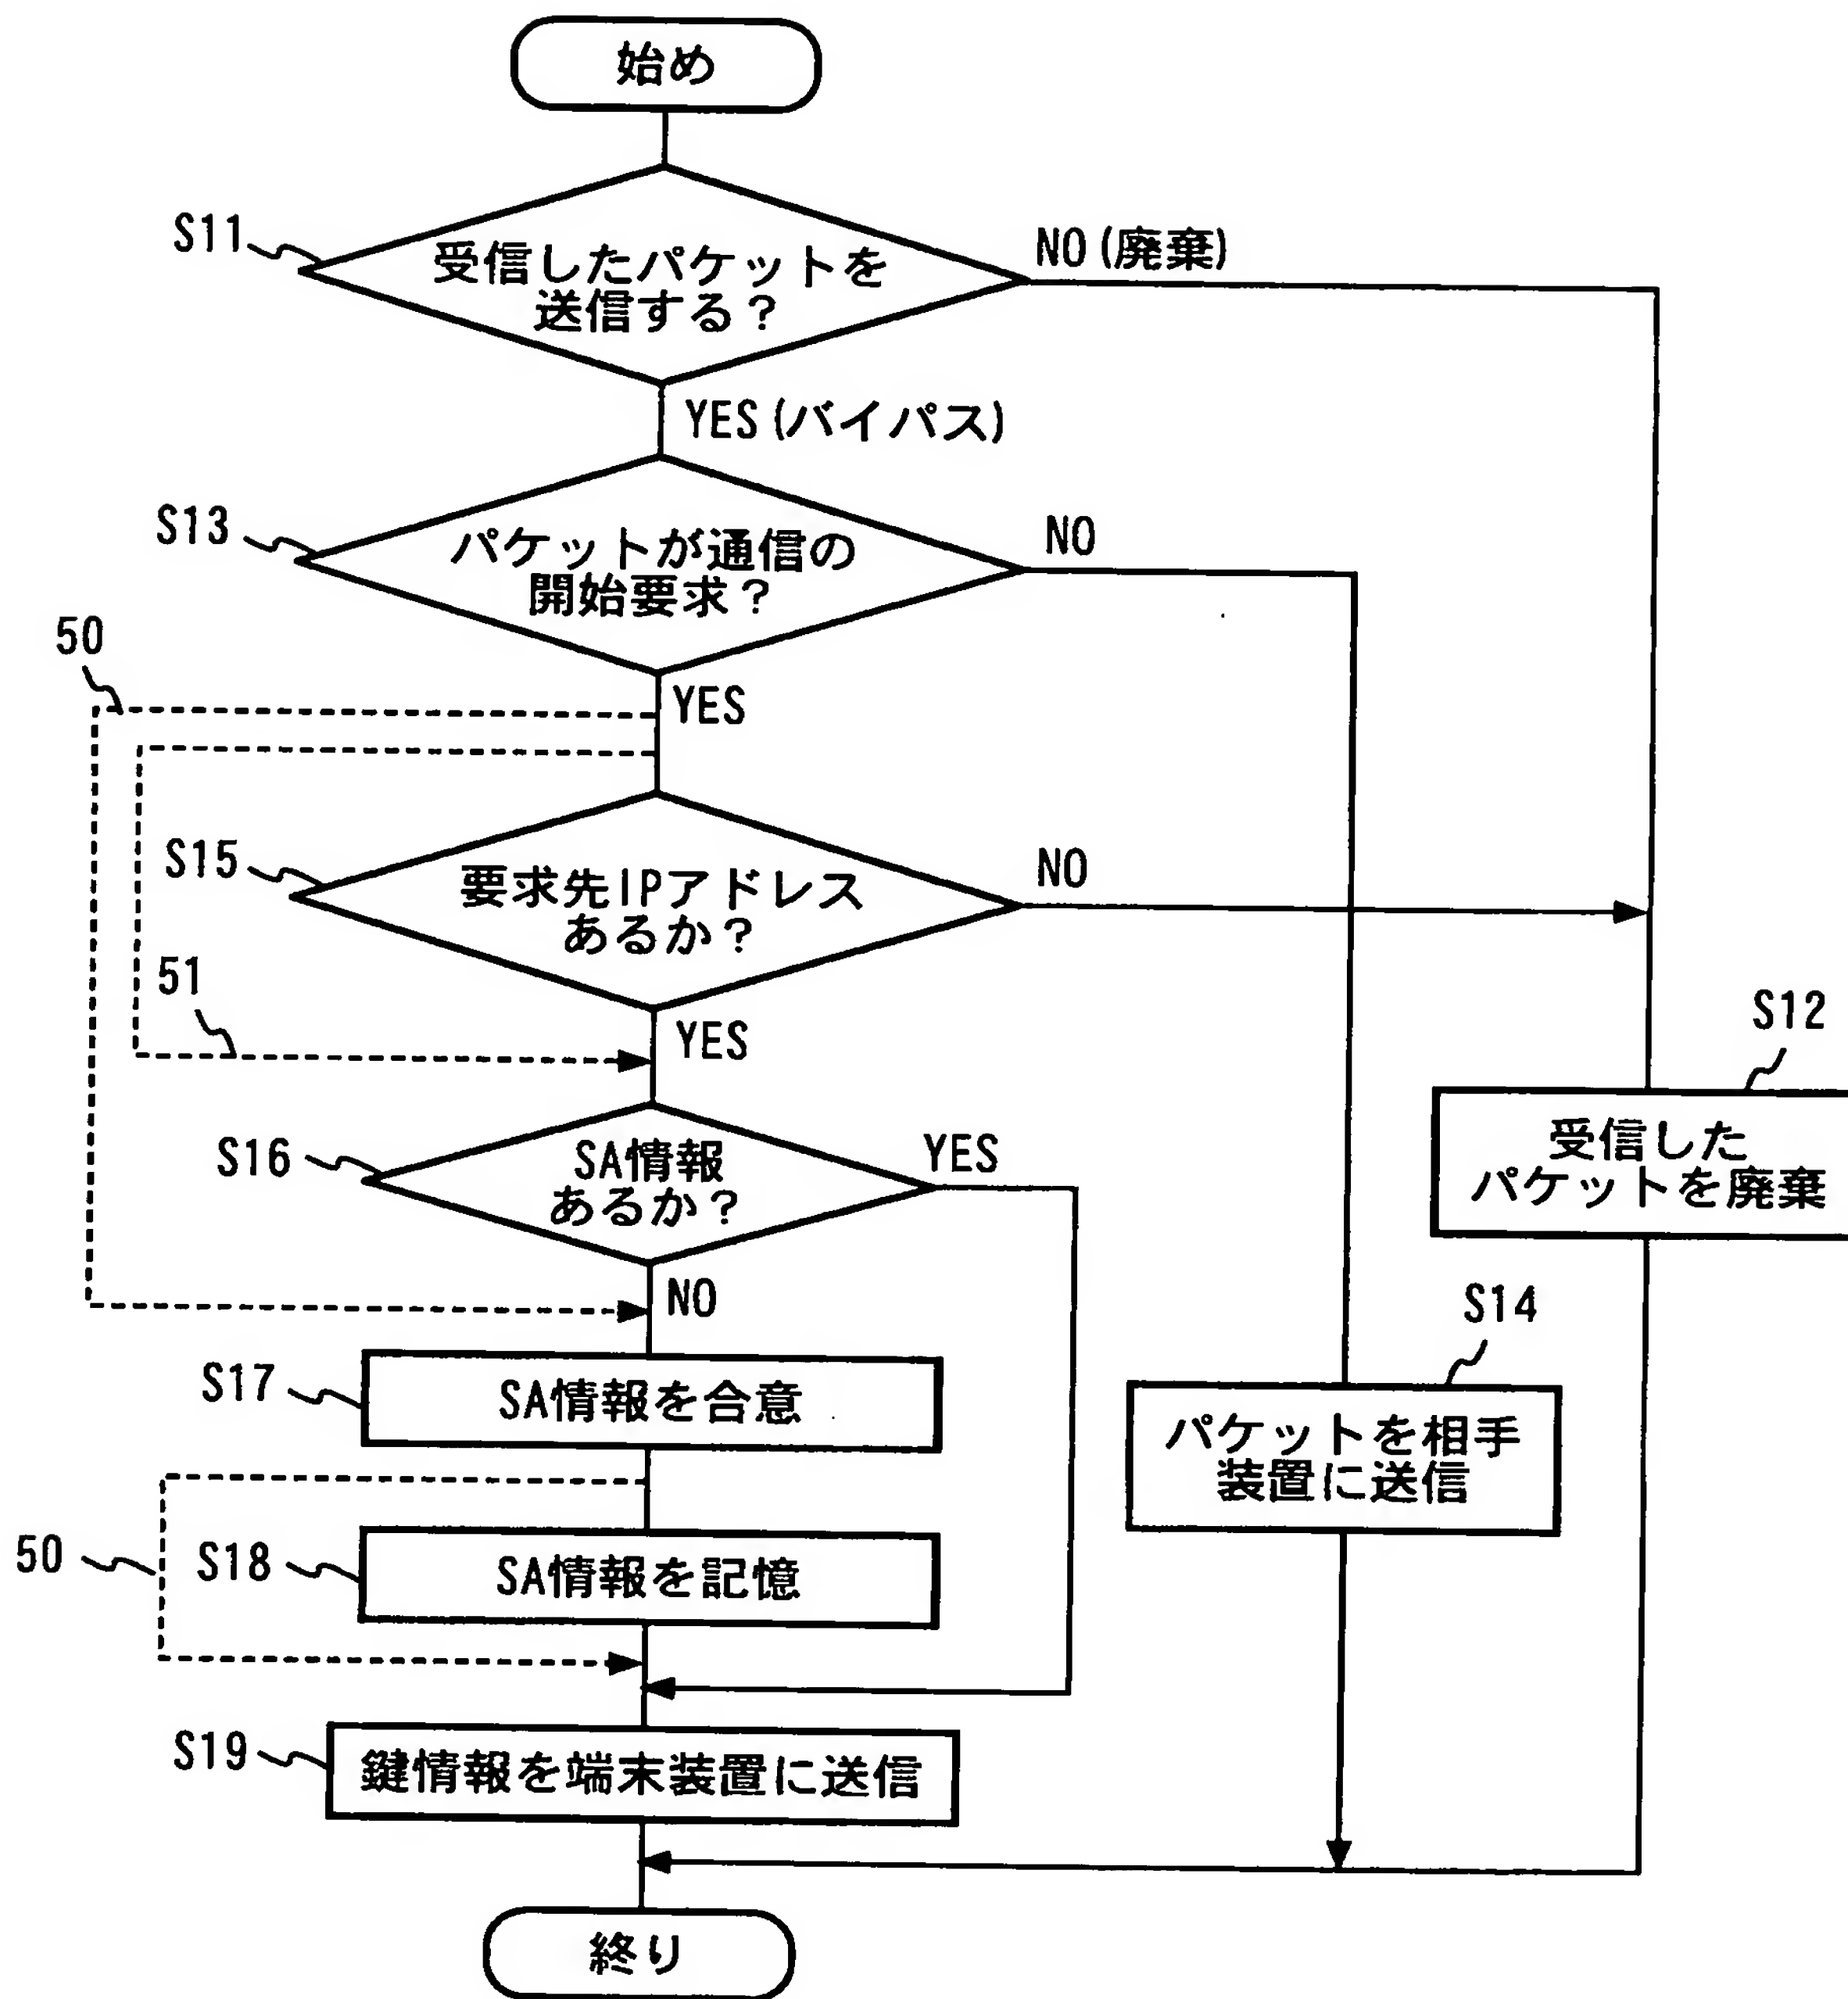 始め
S11
受信したパケットを
送信する?
NO(廃棄)
YES(バイパス)
S13
パケットが通信の
開始要求?
NO
50
YES
S15
要求先IPアドレス
あるか?
NO
51
YES
S12
受信した
パケットを廃棄
S16
SA情報
あるか?
YES
NO
S14
パケットを相手
装置に送信
S17
SA情報を合意
50
S18
SA情報を記憶
S19
鍵情報を端末装置に送信
終り